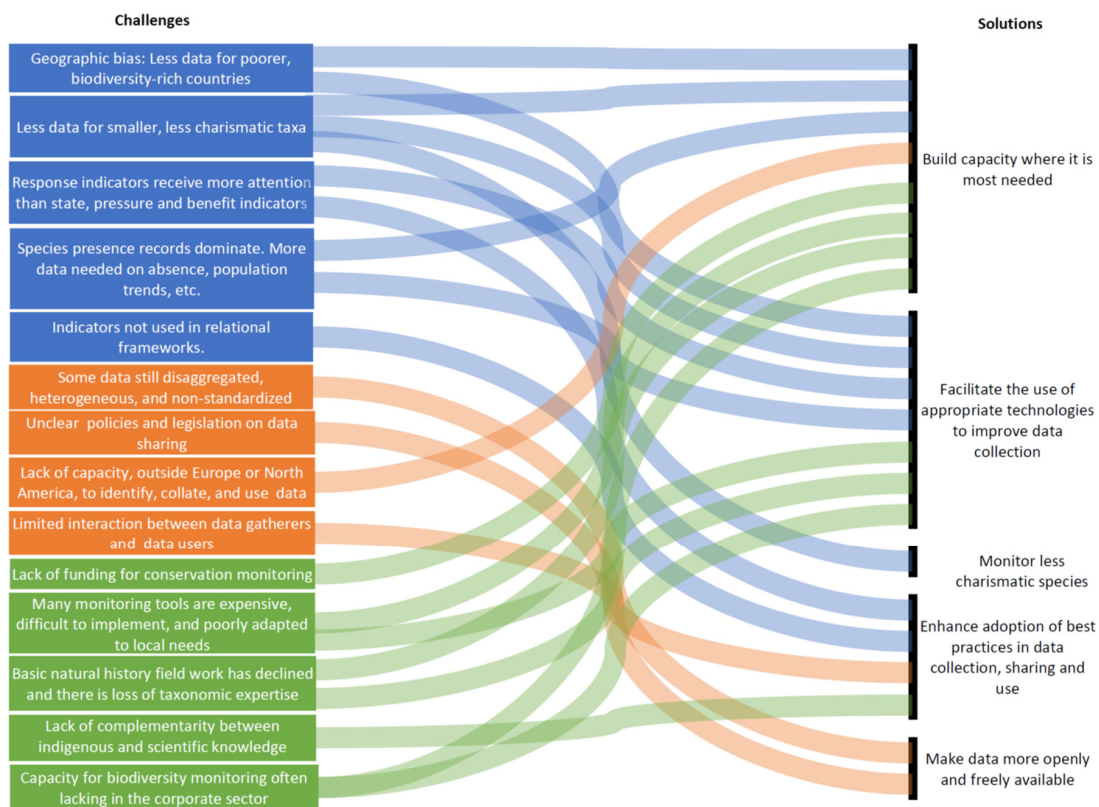 Challenges
Solutions
Geographic bias: Less data for poorer,
biodiversity-rich countries
Less data for smaller, less charismatic taxa
Response indicators receive more attention
than state, pressure and benefit indicators
Species presence records dominate. More
data needed on absence, population
trends, etc.
Indicators not used in relational
frameworks.
Some data still disaggregated,
heterogeneous, and non-standardized
Unclear policies and legislation on data
sharing
Lack of capacity, outside Europe or North
America, to identify, collate, and use data
Limited interaction between data gatherers
and data users
Lack of funding for conservation monitoring
Many monitoring tools are expensive,
difficult to implement, and poorly adapted
to local needs
Basic natural history field work has declined
and there is loss of taxonomic expertise
Lack of complementarity between
indigenous and scientific knowledge
Capacity for biodiversity monitoring often
lacking in the corporate sector
Build capacity where it is
most needed
Facilitate the use of
appropriate technologies
to improve data
collection
Monitor less
charismatic species
Enhance adoption of best
practices in data
collection, sharing and
use
Make data more openly
and freely available